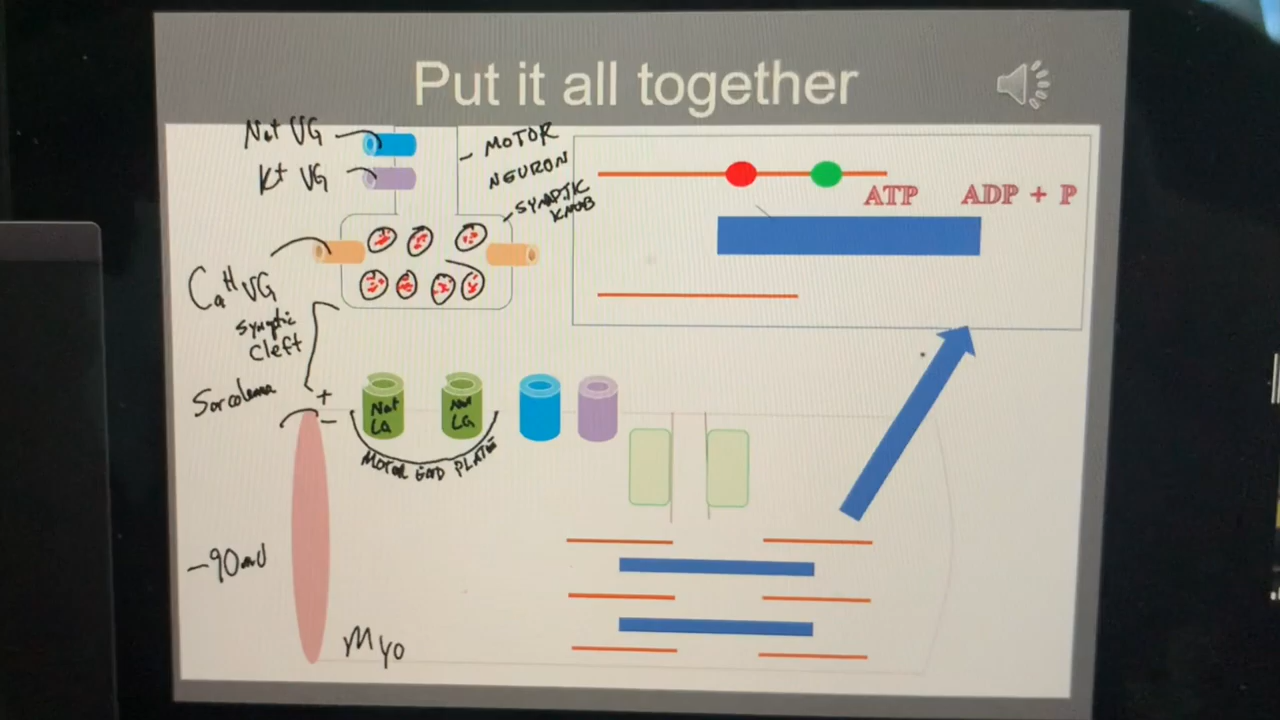 Put it all together
Na+ VG
K+ VG
MOTOR
NEURON
SYNAPTIC
KNOB
ATP
ADP + P
Ca++ VG
Synaptic
Cleft
Sarcolema
+
−
Na+
LG
Na+
LG
MOTOR END PLATE
-90mV
Myo